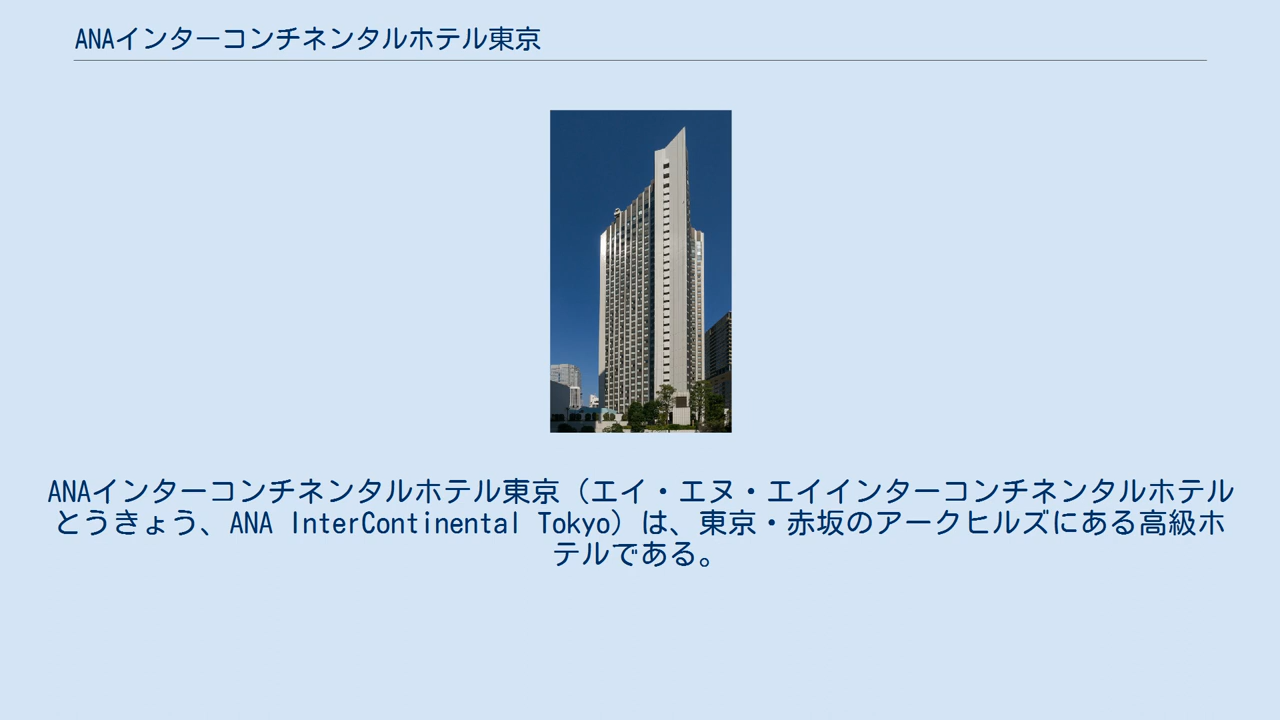 ANAインターコンチネンタルホテル東京
ANAインターコンチネンタルホテル東京（エイ・エヌ・エイインターコンチネンタルホテル
とうきょう、ANA InterContinental Tokyo）は、東京・赤坂のアークヒルズにある高級ホ
テルである。